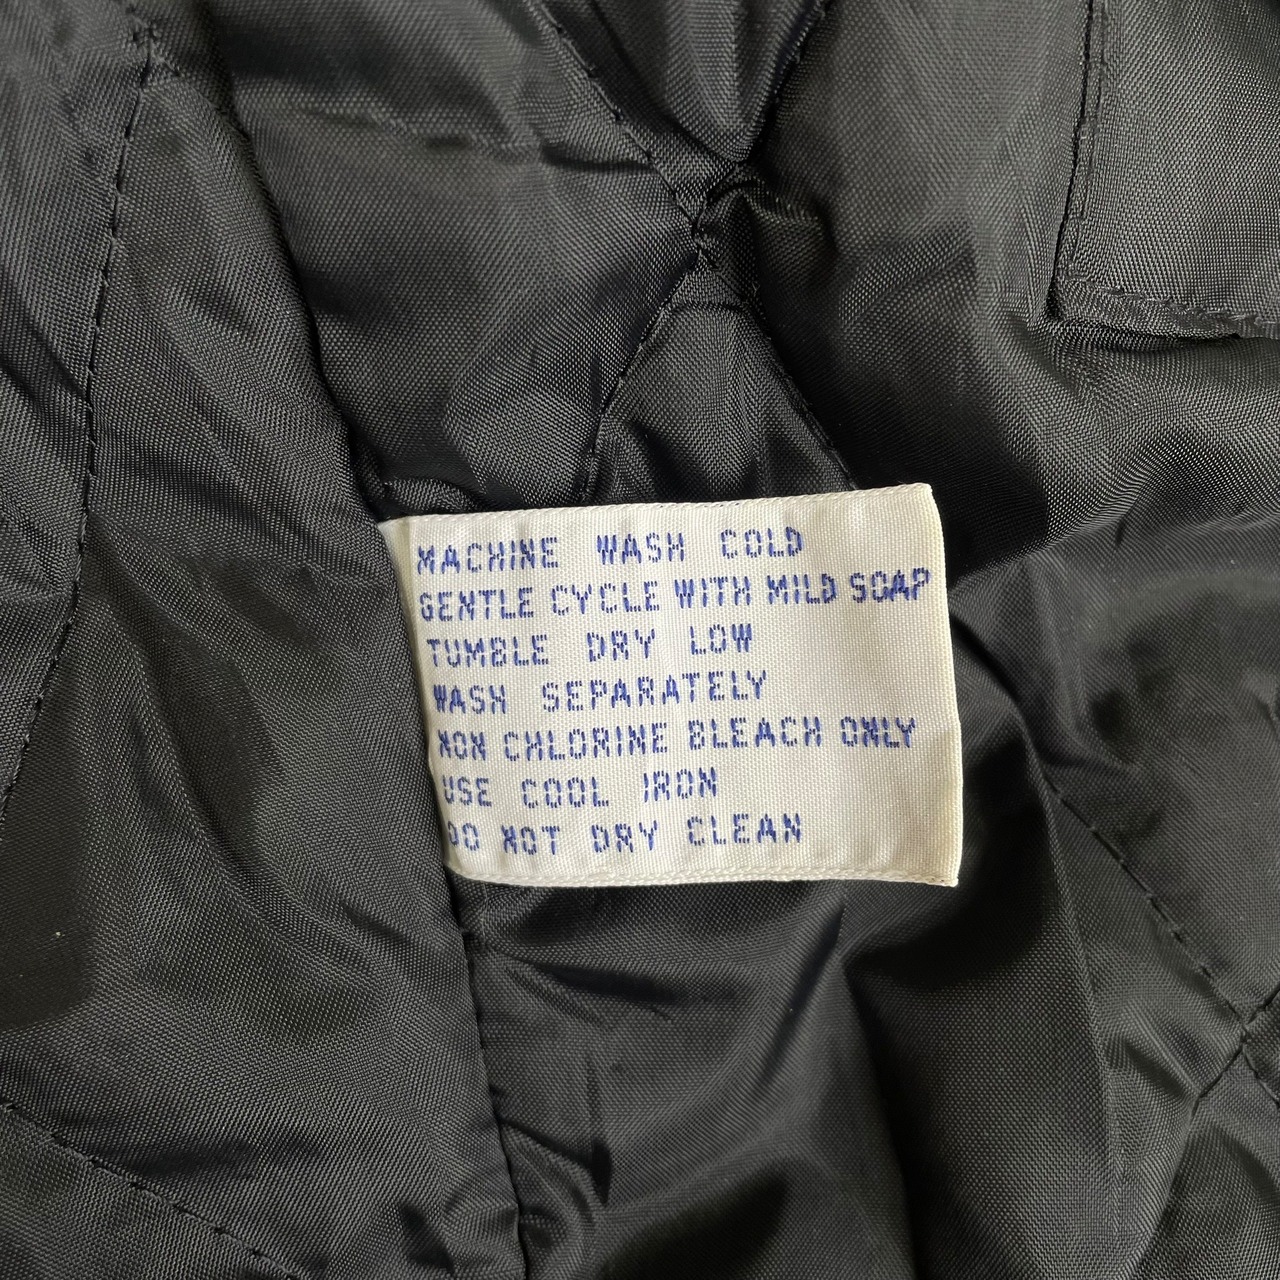 MACHINE WASH COLD
GENTLE CYCLE WITH MILD SOAP
TUMBLE DRY LOW
WASH SEPARATELY
NON CHLORINE BLEACH ONLY
USE COOL IRON
DO NOT DRY CLEAN